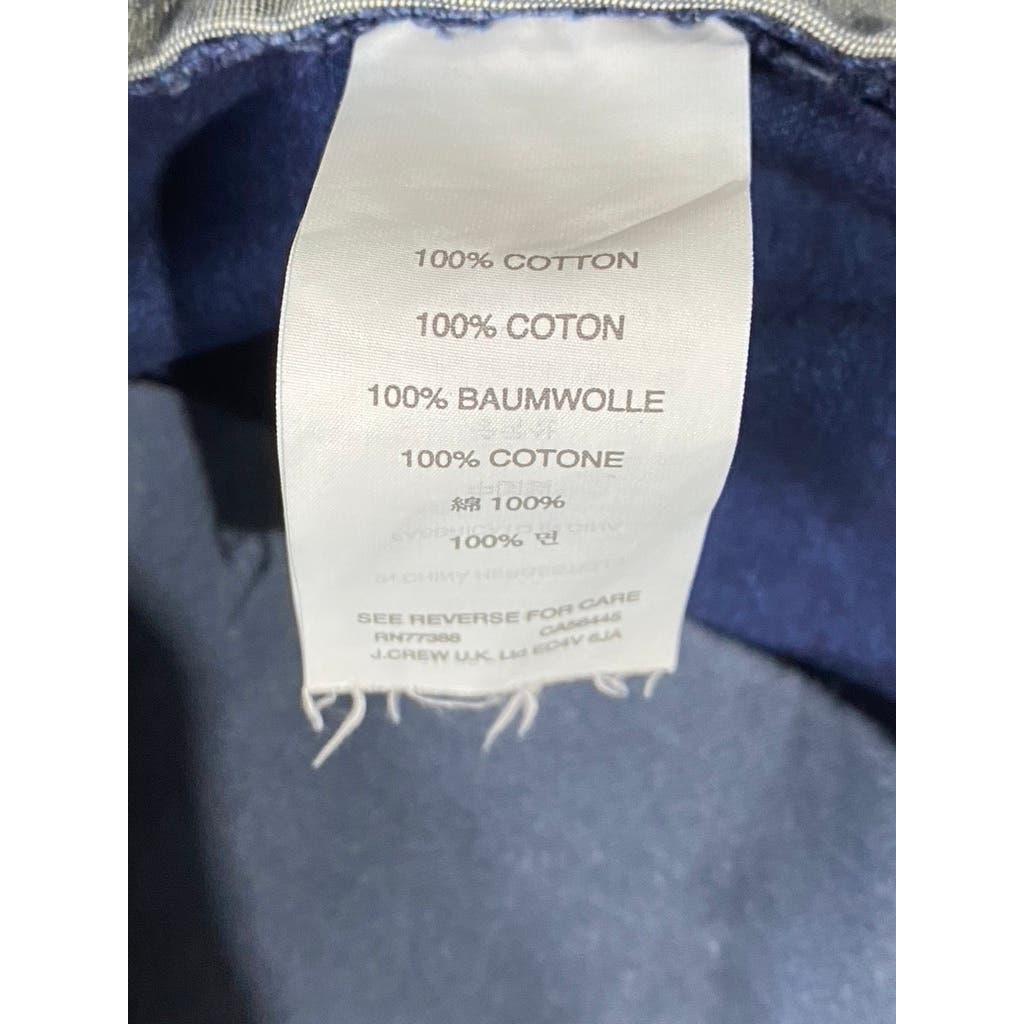 100% COTTON
100% COTON
100% BAUMWOLLE
100% COTONE
綿 100%
100% 면
SEE REVERSE FOR CARE
RN77388 CA56445
J.CREW U.K. Ltd EC4V 6JA